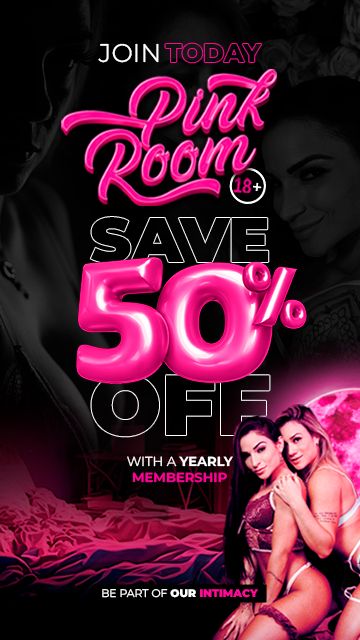 JOIN TODAY
Pink
Room
18+
SAVE
50%
OFF
WITH A YEARLY
MEMBERSHIP
BE PART OF OUR INTIMACY